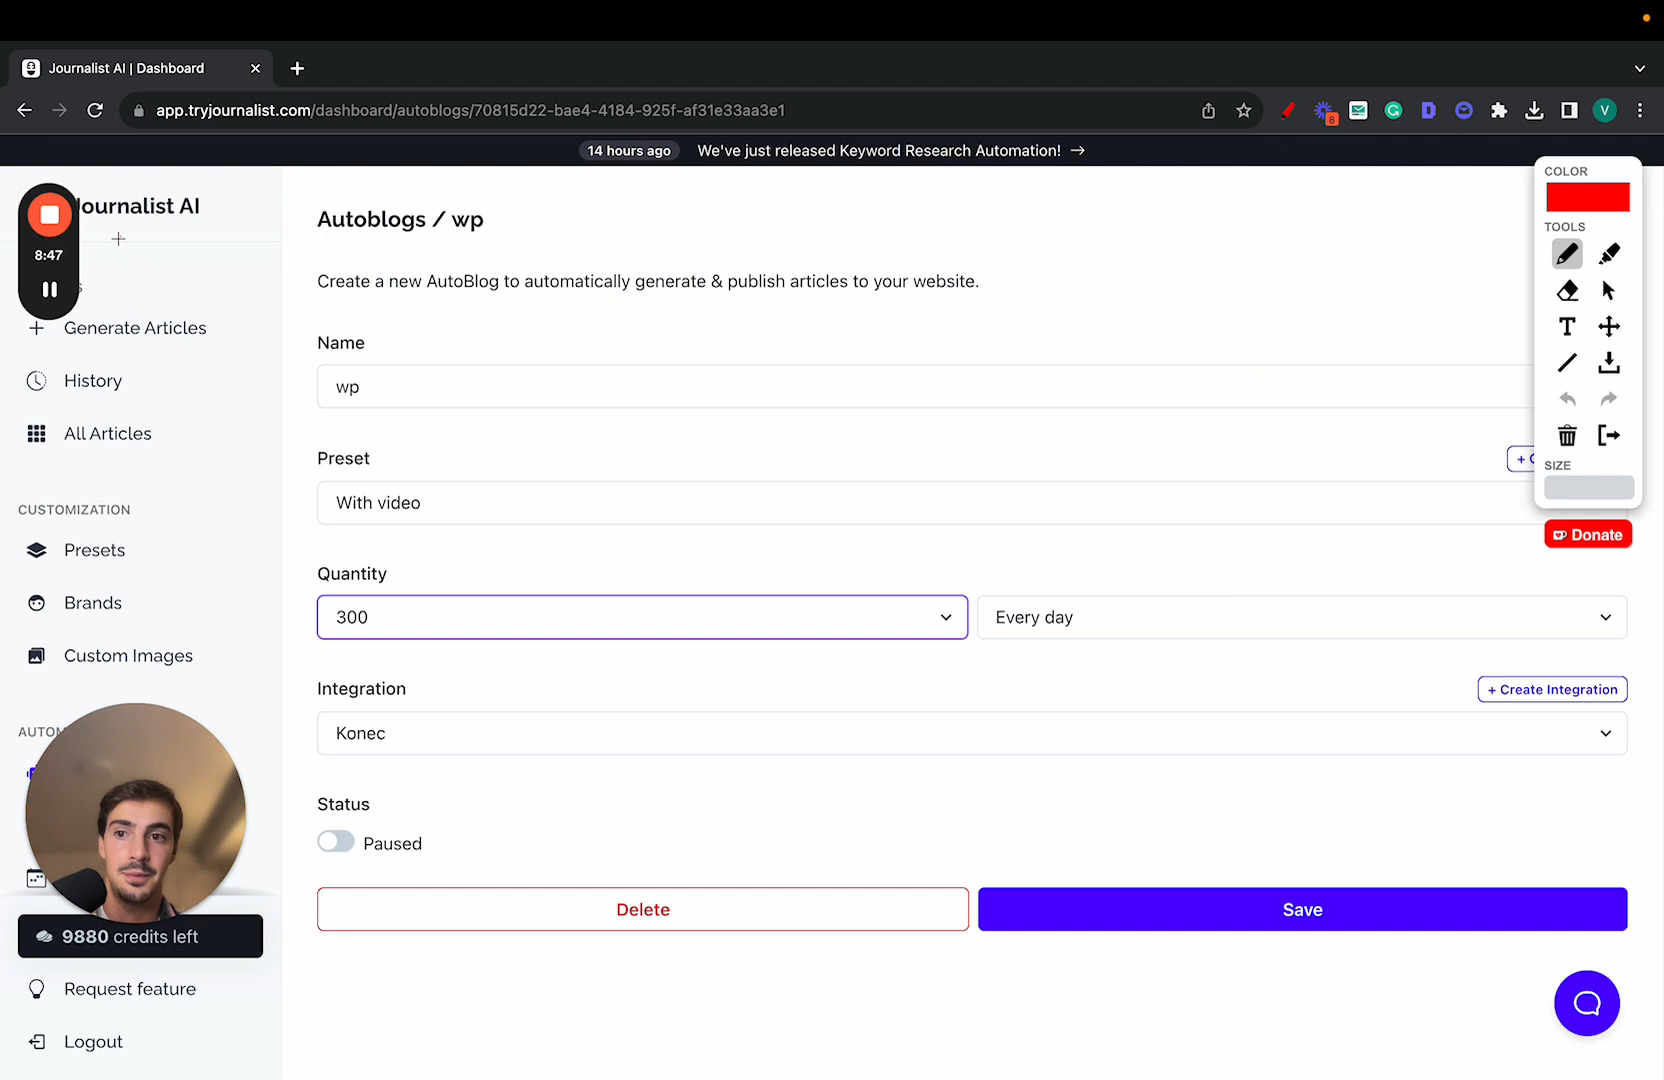 Journalist AI | Dashboard
app.tryjournalist.com/dashboard/autoblogs/70815d22-bae4-4184-925f-af31e33aa3e1
8
G
D
V
14 hours ago We've just released Keyword Research Automation! →
Journalist AI
8:47
s
Generate Articles
History
All Articles
CUSTOMIZATION
Presets
Brands
Custom Images
AUTOM
9880 credits left
Request feature
Logout
Autoblogs / wp
Create a new AutoBlog to automatically generate & publish articles to your website.
Name
wp
Preset
+ C
With video
Quantity
300
Every day
Integration
+ Create Integration
Konec
Status
Paused
Delete
Save
COLOR
TOOLS
T
SIZE
Donate